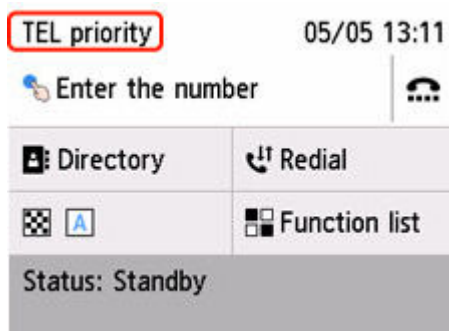 TEL priority 05/05 13:11
Enter the number
Directory Redial
A Function list
Status: Standby